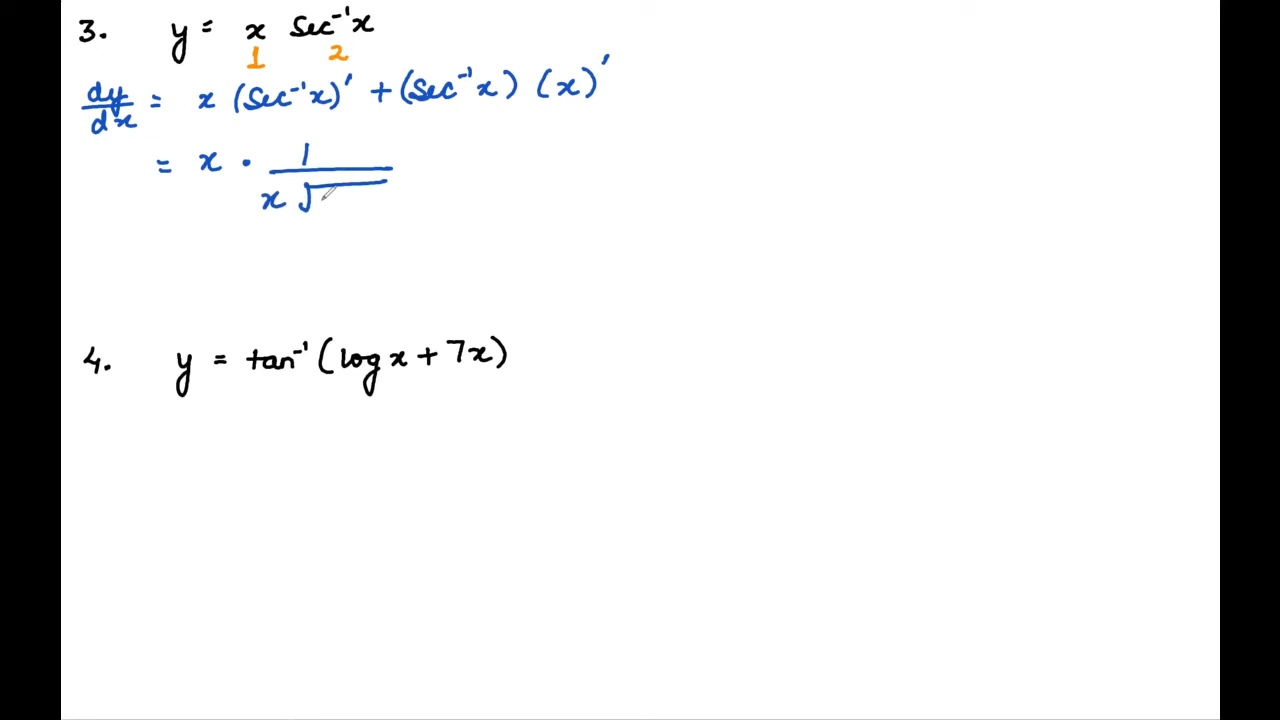 3. y = x sec⁻¹x
1 2
dy/dx = x (sec⁻¹x)′ + (sec⁻¹x) (x)′
= x · 1/(x√
4. y = tan⁻¹(log x + 7x)